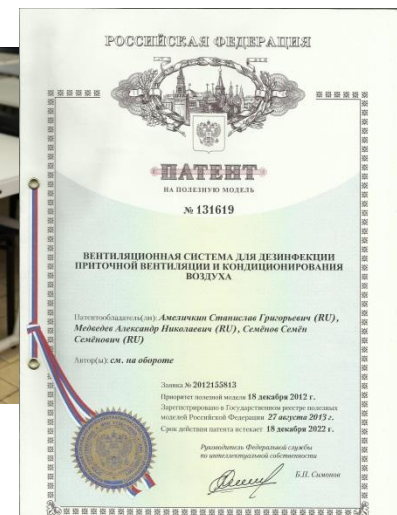 РОССИЙСКАЯ ФЕДЕРАЦИЯ
ПАТЕНТ
НА ПОЛЕЗНУЮ МОДЕЛЬ
№ 131619
ВЕНТИЛЯЦИОННАЯ СИСТЕМА ДЛЯ ДЕЗИНФЕКЦИИ
ПРИТОЧНОЙ ВЕНТИЛЯЦИИ И КОНДИЦИОНИРОВАНИЯ
ВОЗДУХА
Патентообладатель(ли): Амеличкин Станислав Григорьевич (RU),
Медведев Александр Николаевич (RU), Семёнов Семён
Семёнович (RU)
Автор(ы): см. на обороте
Заявка № 2012155813
Приоритет полезной модели 18 декабря 2012 г.
Зарегистрировано в Государственном реестре полезных
моделей Российской Федерации 27 августа 2013 г.
Срок действия патента истекает 18 декабря 2022 г.
Руководитель Федеральной службы
по интеллектуальной собственности
Б.П. Симонов